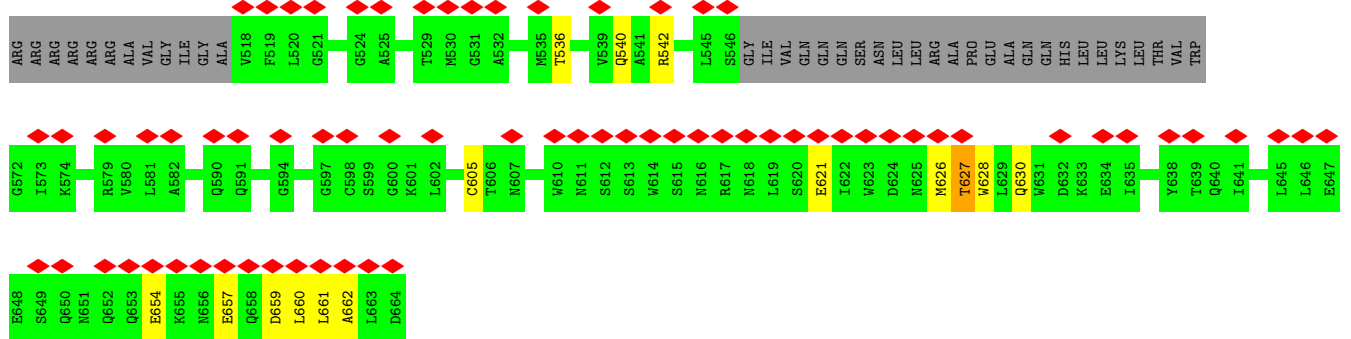 ARG ARG ARG ARG ARG ALA VAL GLY ILE GLY ALA V518 F519 L520 G521 G524 A525 T529 M530 G531 A532 M535 T536 V539 Q540 A541 R542 L545 S546 GLY ILE VAL GLN GLN GLN SER ASN LEU LEU ARG ALA PRO GLU ALA GLN GLN HIS LEU LEU LYS LEU THR VAL TRP
G572 I573 K574 R579 V580 L581 A582 Q590 Q591 G594 G597 C598 S599 G600 K601 L602 C605 T606 N607 W610 N611 S612 S613 W614 S615 N616 R617 N618 L619 S620 E621 I622 W623 D624 N625 M626 T627 W628 L629 Q630 W631 D632 K633 E634 I635 Y638 T639 Q640 I641 L645 L646 E647
E648 S649 Q650 N651 Q652 Q653 E654 K655 N656 E657 Q658 D659 L660 L661 A662 L663 D664